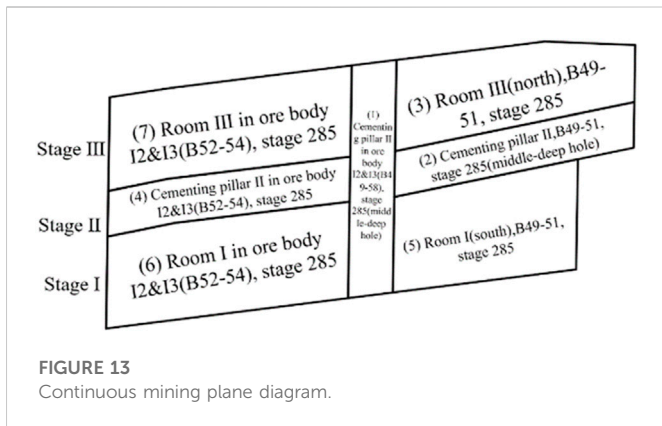 Stage III
Stage II
Stage I
(7) Room III in ore body
I2&I3(B52-54), stage 285
(4) Cementing pillar II in ore body
I2&I3(B52-54), stage 285
(6) Room I in ore body
I2&I3(B52-54), stage 285
(1)
Cementin
g pillar II
in ore
body
I2&I3(B4
9-58),
stage
285(midd
le-deep
hole)
(3) Room III(north),B49-
51, stage 285
(2) Cementing pillar II,B49-51,
stage 285(middle-deep hole)
(5) Room I(south),B49-51,
stage 285
FIGURE 13
Continuous mining plane diagram.